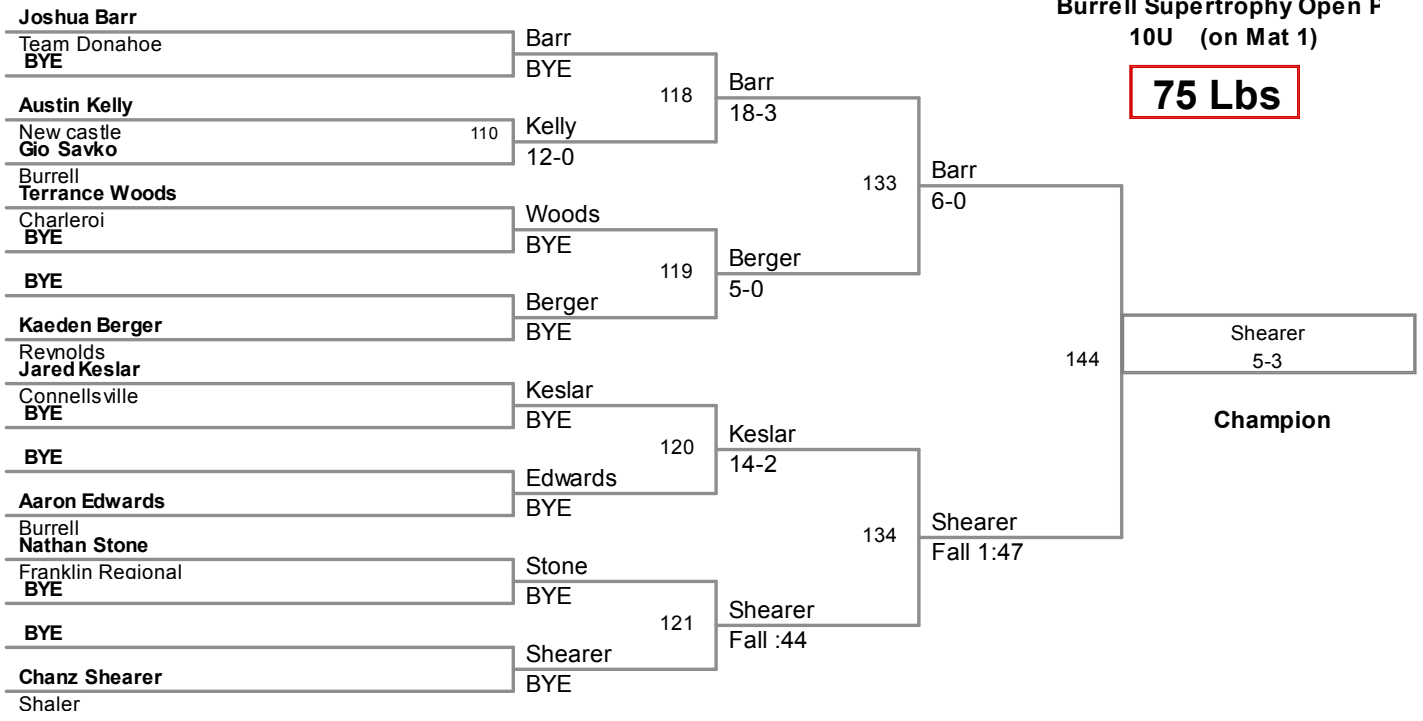 Joshua Barr
Team Donahoe
BYE
Austin Kelly
New castle
Gio Savko
Burrell
Terrance Woods
Charleroi
BYE
BYE
Kaeden Berger
Reynolds
Jared Keslar
Connellsville
BYE
BYE
Aaron Edwards
Burrell
Nathan Stone
Franklin Regional
BYE
BYE
Chanz Shearer
Shaler
110
Barr
BYE
Kelly
12-0
Woods
BYE
Berger
BYE
Keslar
BYE
Edwards
BYE
Stone
BYE
Shearer
BYE
118
119
120
121
Barr
18-3
Berger
5-0
Keslar
14-2
Shearer
Fall :44
133
134
Barr
6-0
Shearer
Fall 1:47
144
Burrell Supertrophy Open
10U (on Mat 1)
75 Lbs
Shearer
5-3
Champion